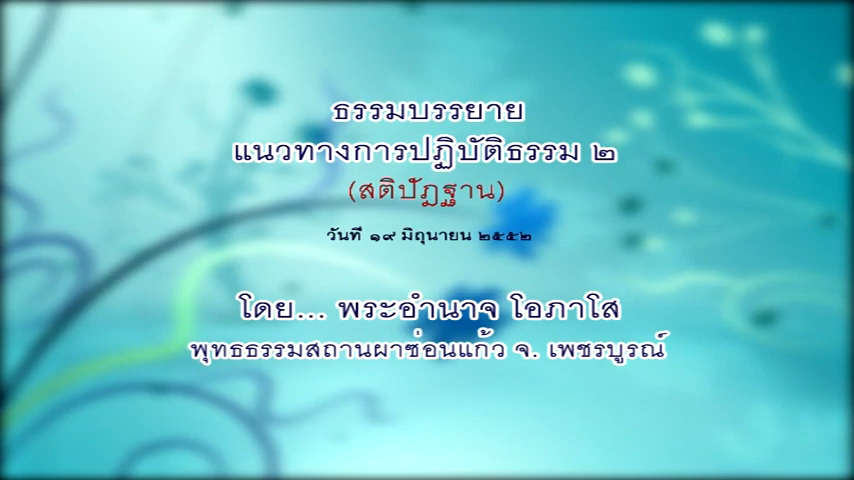 ธรรมบรรยาย
แนวทางการปฏิบัติธรรม ๒
(สติปัฏฐาน)
วันที่ ๑๙ มิถุนายน ๒๕๕๒
โดย... พระอำนาจ โอภาโส
พุทธธรรมสถานผาซ่อนแก้ว จ. เพชรบูรณ์